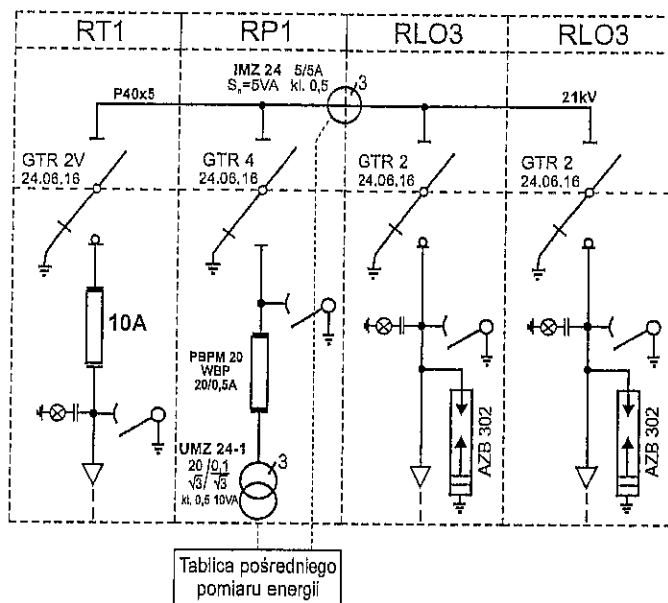 RT1
RP1
RLO3
RLO3
IMZ 24 5/5A
Sn=5VA kl. 0,5
3
P40x5
21kV
GTR 2V
24.06.16
GTR 4
24.06.16
GTR 2
24.06.16
GTR 2
24.06.16
10A
PBPM 20
WBP
20/0,5A
UMZ 24-1
20/0,1
√3/√3
kl. 0,5 10VA
3
AZB 302
AZB 302
Tablica pośredniego
pomiaru energii